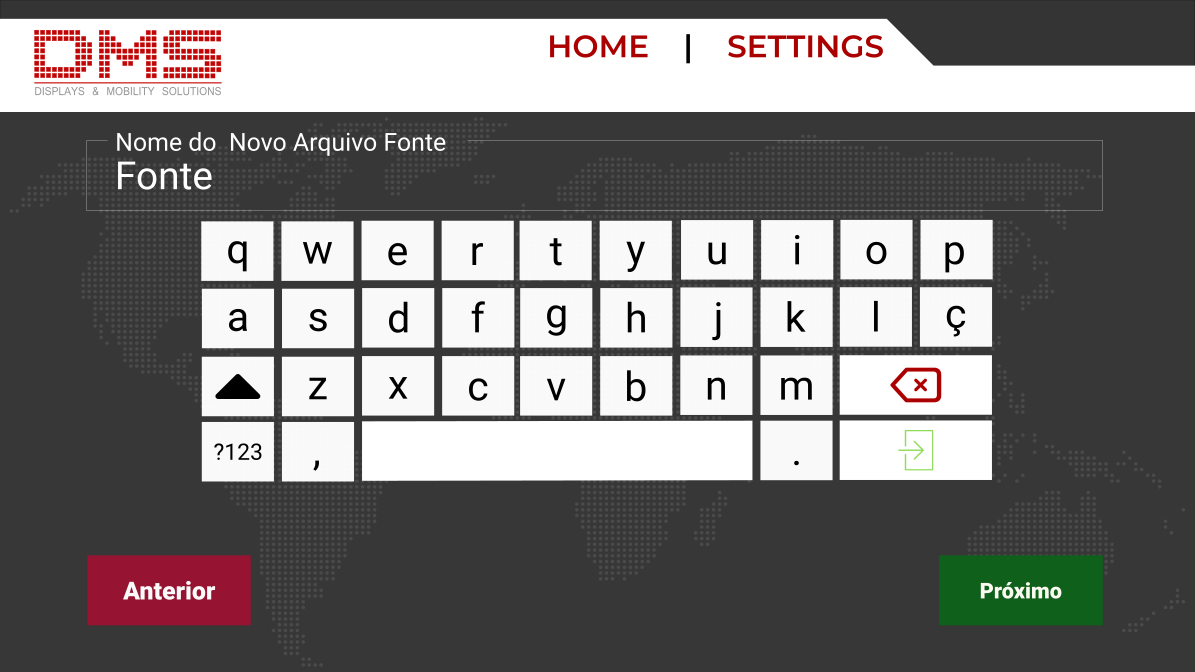 DMS
DISPLAYS & MOBILITY SOLUTIONS
HOME | SETTINGS
Nome do Novo Arquivo Fonte
Fonte
q w e r t y u i o p
a s d f g h j k l ç
z x c v b n m
?123 , .
Anterior
Próximo